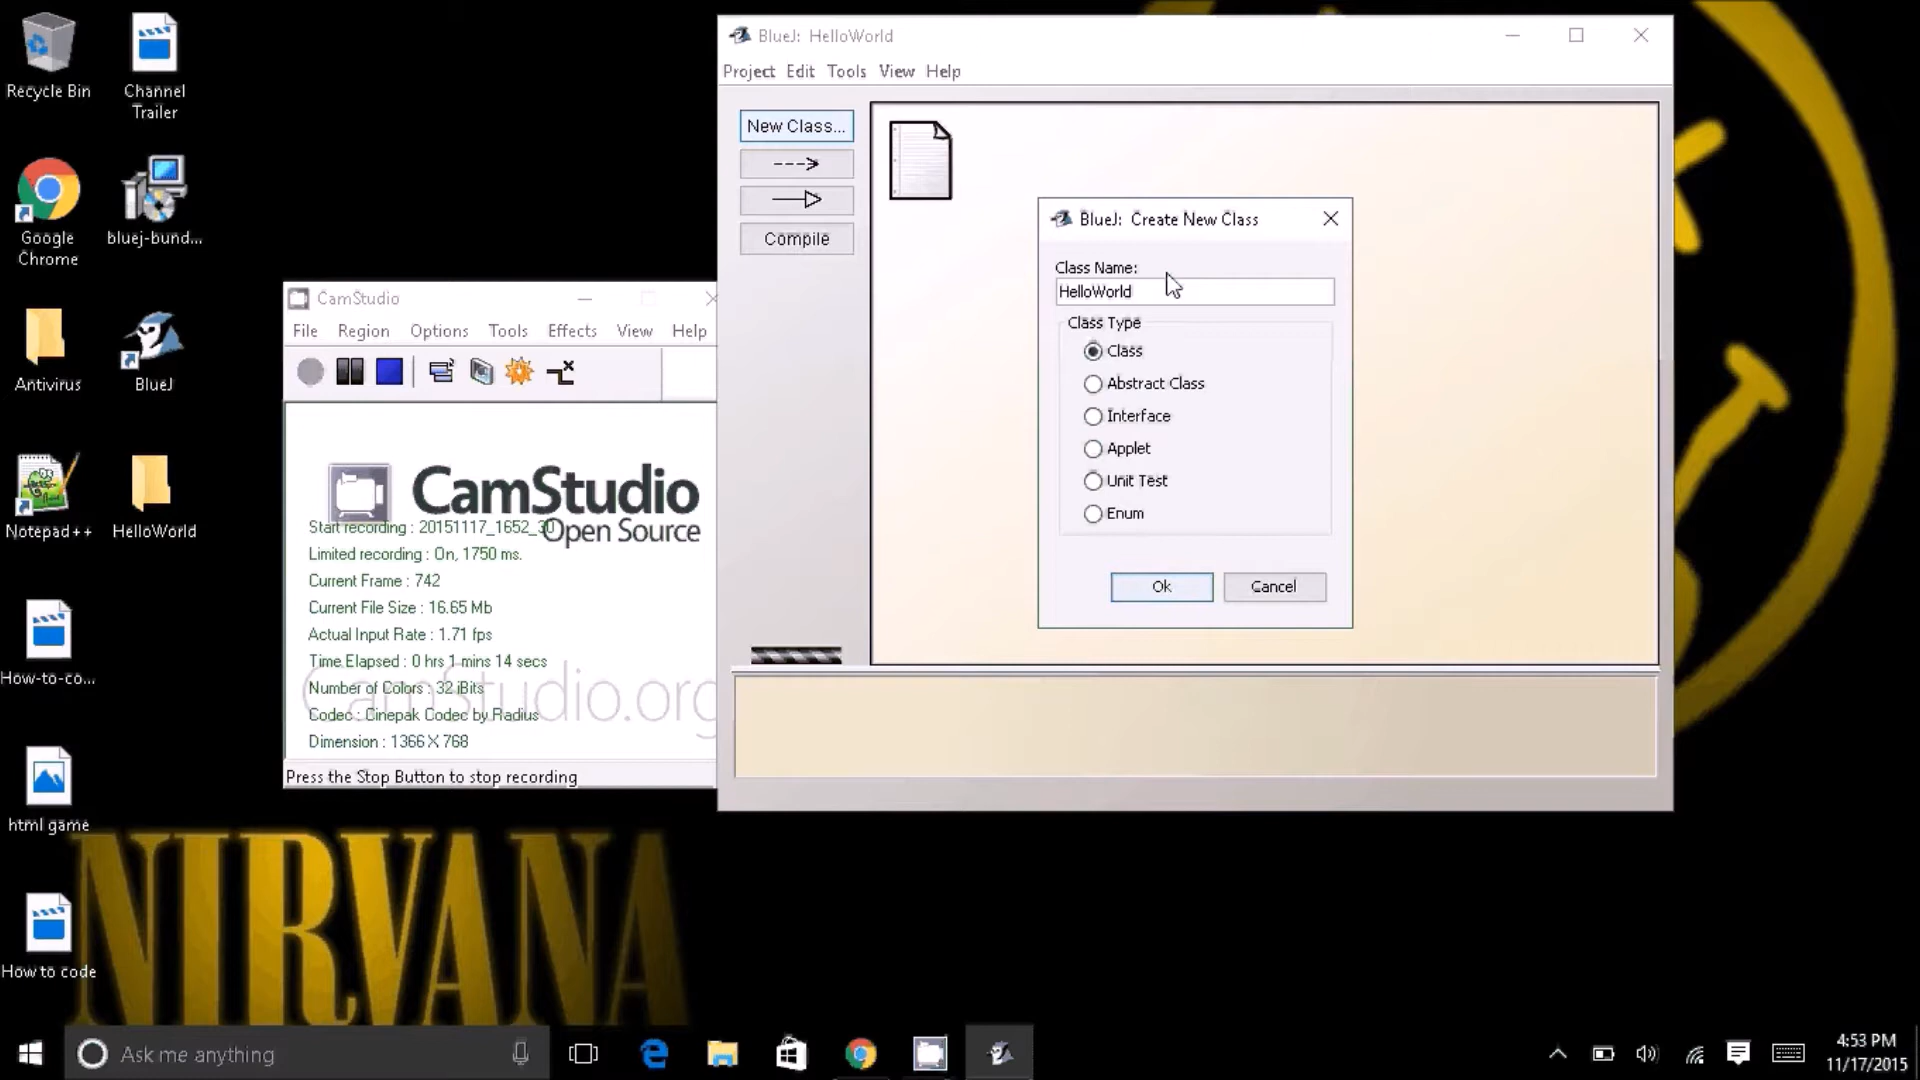 Recycle Bin
Channel
Trailer
Google
Chrome
bluej-bund...
Antivirus
BlueJ
Notepad++
HelloWorld
How-to-co...
html game
How to code
NIRVANA
CamStudio
File Region Options Tools Effects View Help
CamStudio
Open Source
Start recording : 20151117_1652_30
Limited recording : On, 1750 ms.
Current Frame : 742
Current File Size : 16.65 Mb
Actual Input Rate : 1.71 fps
Time Elapsed : 0 hrs 1 mins 14 secs
Number of Colors : 32 iBits
CamStudio.org
Codec : Cinepak Codec by Radius
Dimension : 1366 X 768
Press the Stop Button to stop recording
BlueJ: HelloWorld
Project Edit Tools View Help
New Class...
Compile
BlueJ: Create New Class
Class Name:
HelloWorld
Class Type
Class
Abstract Class
Interface
Applet
Unit Test
Enum
Ok Cancel
Ask me anything
4:53 PM
11/17/2015